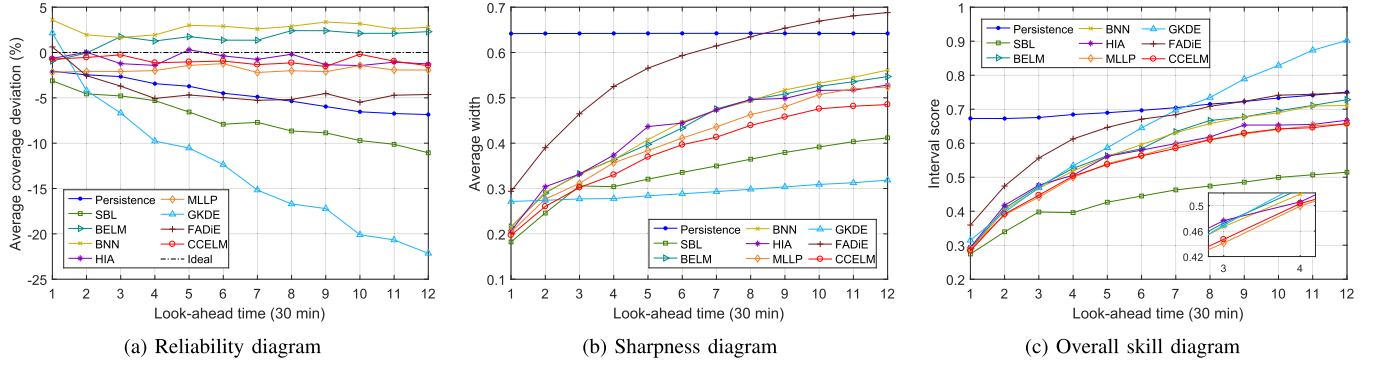 Average coverage deviation (%)
5
0
-5
-10
-15
-20
-25
Persistence
SBL
BELM
BNN
HIA
MLLP
GKDE
FADiE
CCELM
Ideal
1 2 3 4 5 6 7 8 9 10 11 12
Look-ahead time (30 min)
(a) Reliability diagram
Average width
0.7
0.6
0.5
0.4
0.3
0.2
0.1
Persistence
SBL
BELM
BNN
HIA
MLLP
GKDE
FADiE
CCELM
1 2 3 4 5 6 7 8 9 10 11 12
Look-ahead time (30 min)
(b) Sharpness diagram
Interval score
1
0.9
0.8
0.7
0.6
0.5
0.4
0.3
0.2
Persistence
SBL
BELM
BNN
HIA
MLLP
GKDE
FADiE
CCELM
0.5
0.46
0.42
3 4
1 2 3 4 5 6 7 8 9 10 11 12
Look-ahead time (30 min)
(c) Overall skill diagram